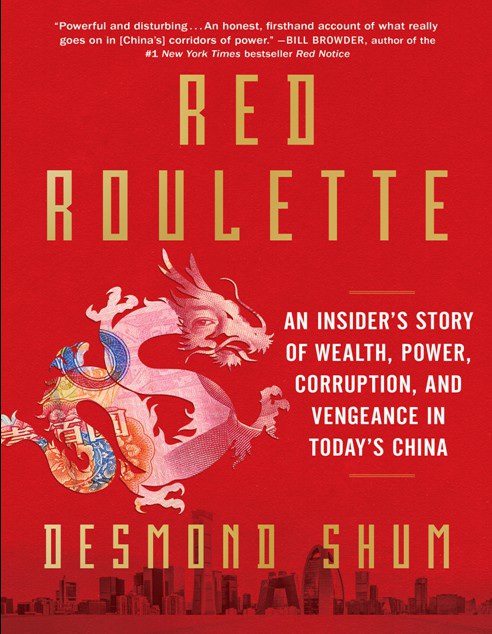 “Powerful and disturbing...An honest, firsthand account of what really
goes on in [China’s] corridors of power.” —BILL BROWDER, author of the
#1 New York Times bestseller Red Notice
RED
ROULETTE
AN INSIDER’S STORY
OF WEALTH, POWER,
CORRUPTION, AND
VENGEANCE IN
TODAY’S CHINA
DESMOND SHUM